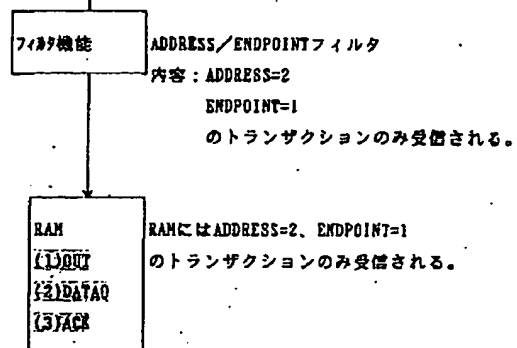 フィルタ機能
ADDRESS／ENDPOINTフィルタ
内容：ADDRESS=2
ENDPOINT=1
のトランザクションのみ受信される。
RAM
RAMにはADDRESS=2、ENDPOINT=1
(1)OUT
のトランザクションのみ受信される。
(2)DATA0
(3)ACK